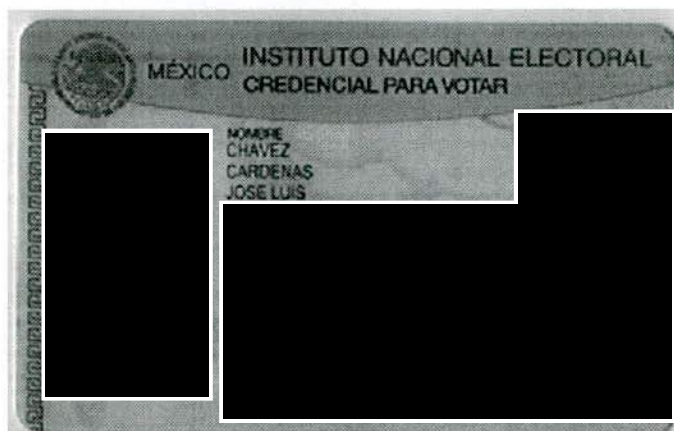 MÉXICO
INSTITUTO NACIONAL ELECTORAL
CREDENCIAL PARA VOTAR
NOMBRE
CHAVEZ
CARDENAS
JOSE LUIS